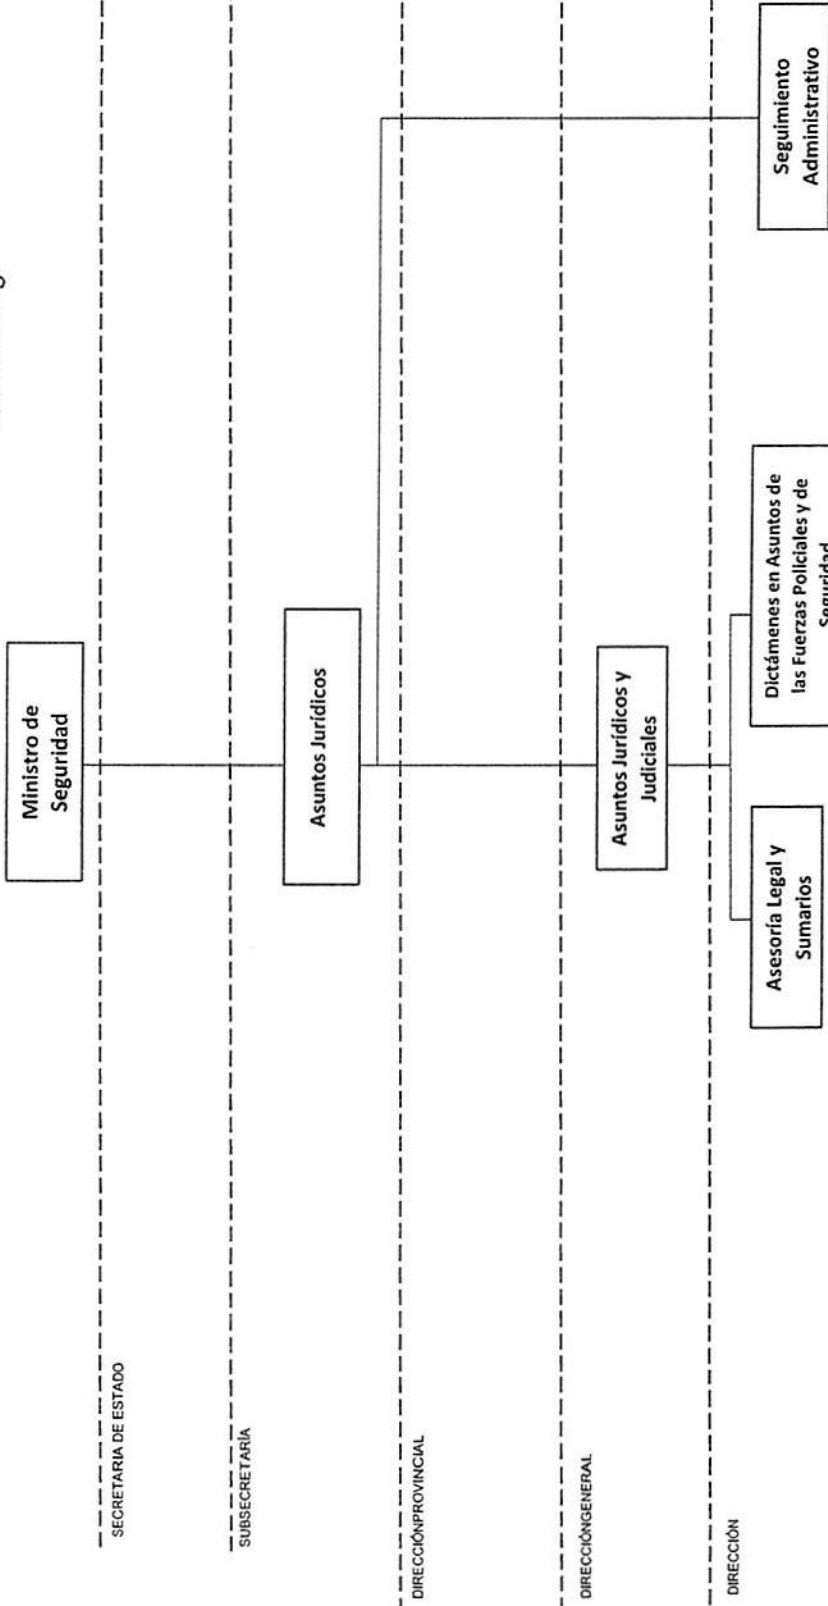 Ministro de
Seguridad
SECRETARIA DE ESTADO
SUBSECRETARÍA
Asuntos Jurídicos
DIRECCIÓNPROVINCIAL
DIRECCIÓNGENERAL
Asuntos Jurídicos y
Judiciales
DIRECCIÓN
Asesoría Legal y
Sumarios
Dictámenes en Asuntos de
las Fuerzas Policiales y de
Seguridad
Seguimiento
Administrativo